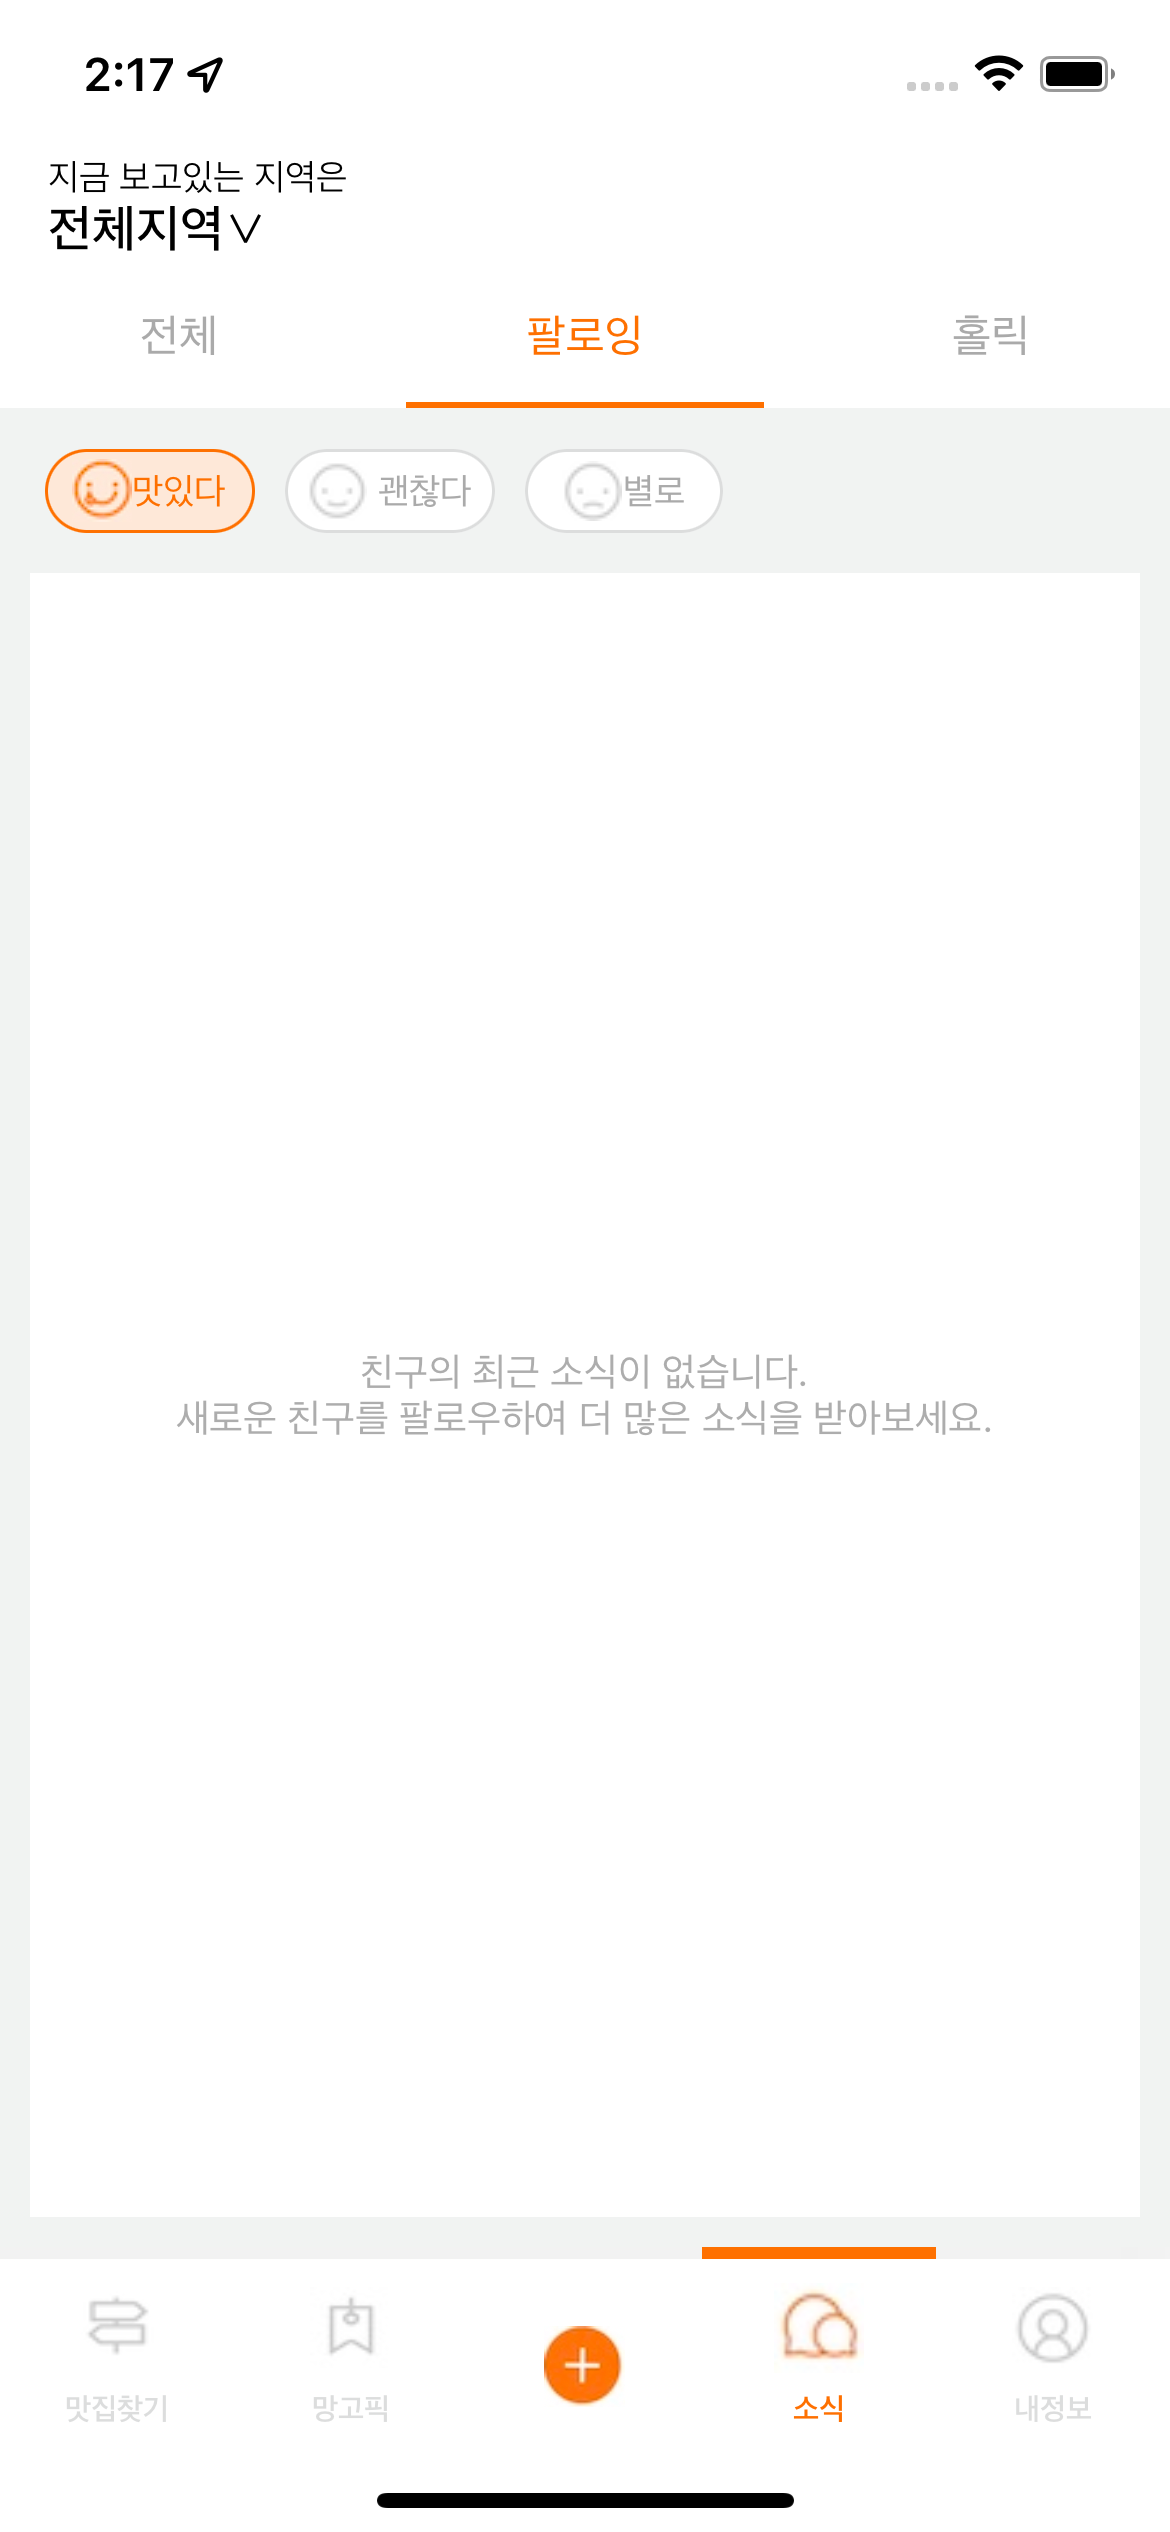 2:17
지금 보고있는 지역은
전체지역
전체 팔로잉 홀릭
맛있다 괜찮다 별로
친구의 최근 소식이 없습니다.
새로운 친구를 팔로우하여 더 많은 소식을 받아보세요.
맛집찾기 망고픽 소식 내정보